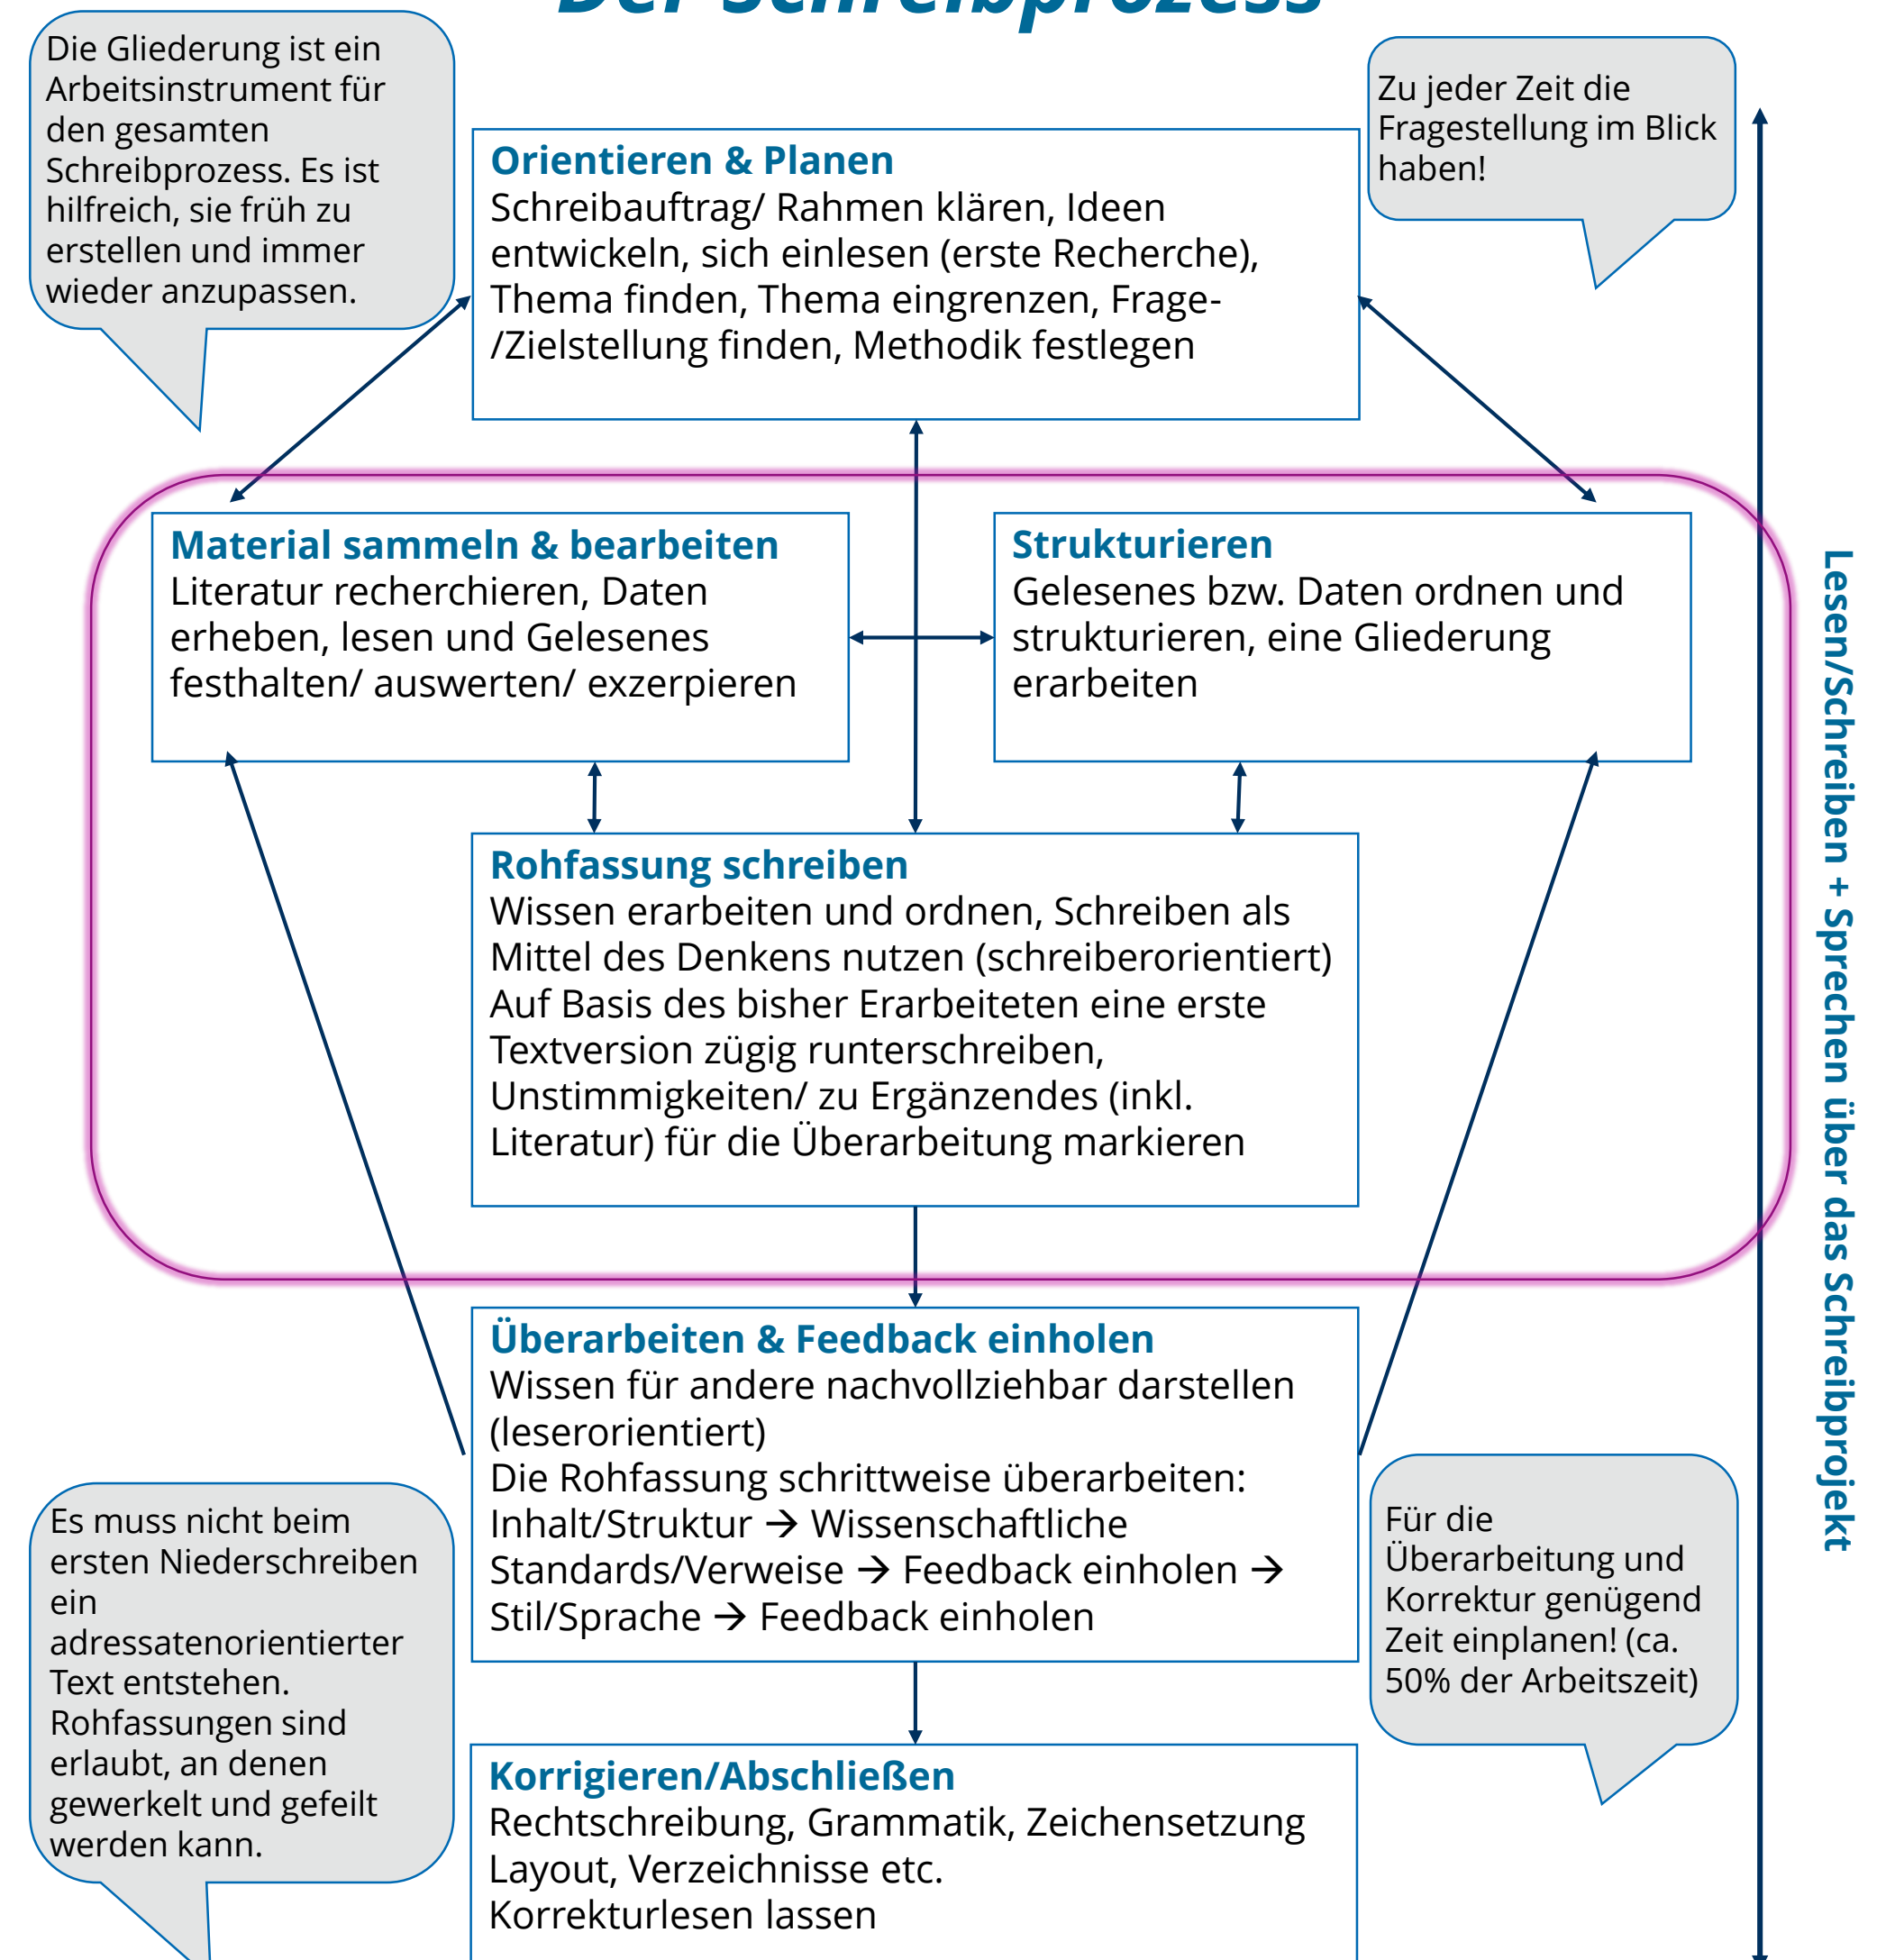 Der Schreibprozess
Die Gliederung ist ein
Arbeitsinstrument für
den gesamten
Schreibprozess. Es ist
hilfreich, sie früh zu
erstellen und immer
wieder anzupassen.
Zu jeder Zeit die
Fragestellung im Blick
haben!
Orientieren & Planen
Schreibauftrag/ Rahmen klären, Ideen
entwickeln, sich einlesen (erste Recherche),
Thema finden, Thema eingrenzen, Frage-
/Zielstellung finden, Methodik festlegen
Material sammeln & bearbeiten
Literatur recherchieren, Daten
erheben, lesen und Gelesenes
festhalten/ auswerten/ exzerpieren
Strukturieren
Gelesenes bzw. Daten ordnen und
strukturieren, eine Gliederung
erarbeiten
Rohfassung schreiben
Wissen erarbeiten und ordnen, Schreiben als
Mittel des Denkens nutzen (schreiberorientiert)
Auf Basis des bisher Erarbeiteten eine erste
Textversion zügig runterschreiben,
Unstimmigkeiten/ zu Ergänzendes (inkl.
Literatur) für die Überarbeitung markieren
Überarbeiten & Feedback einholen
Wissen für andere nachvollziehbar darstellen
(leserorientiert)
Die Rohfassung schrittweise überarbeiten:
Inhalt/Struktur → Wissenschaftliche
Standards/Verweise → Feedback einholen →
Stil/Sprache → Feedback einholen
Es muss nicht beim
ersten Niederschreiben
ein
adressatenorientierter
Text entstehen.
Rohfassungen sind
erlaubt, an denen
gewerkelt und gefeilt
werden kann.
Für die
Überarbeitung und
Korrektur genügend
Zeit einplanen! (ca.
50% der Arbeitszeit)
Korrigieren/Abschließen
Rechtschreibung, Grammatik, Zeichensetzung
Layout, Verzeichnisse etc.
Korrekturlesen lassen
Lesen/Schreiben + Sprechen über das Schreibprojekt